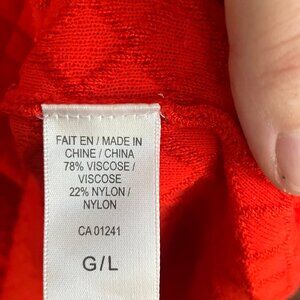 FAIT EN / MADE IN
CHINE / CHINA
78% VISCOSE /
VISCOSE
22% NYLON /
NYLON
CA 01241
G/L